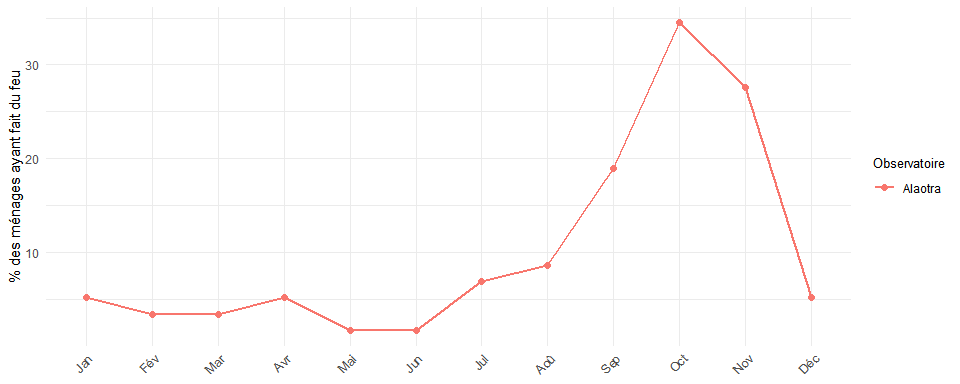 % des ménages ayant fait du feu
30
20
10
Jan
Fév
Mar
Avr
Mai
Jun
Jul
Aoû
Sep
Oct
Nov
Déc
Observatoire
Alaotra